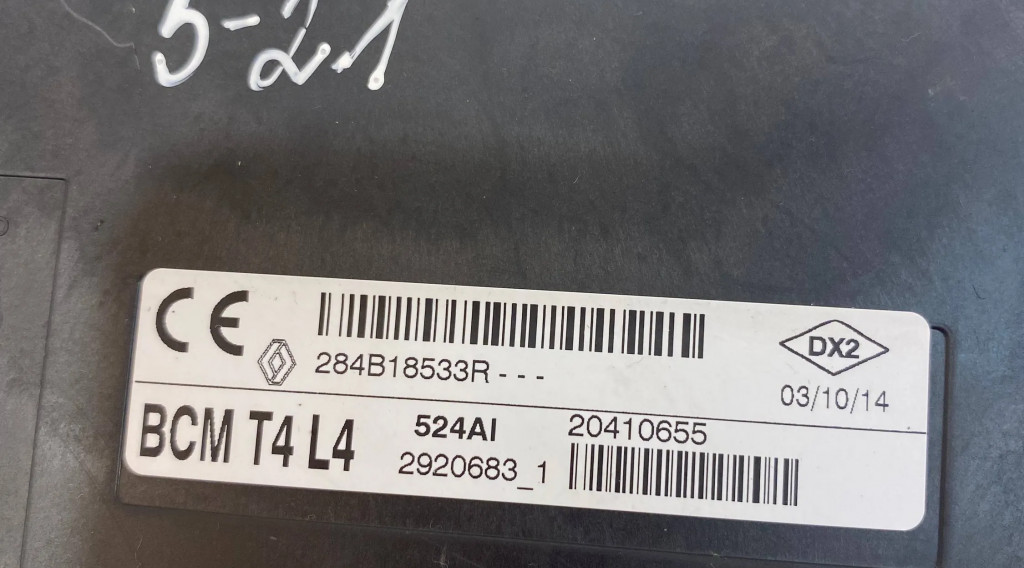 5-21
CE
284B18533R - - -
DX2
03/10/14
BCM T4 L4
524AI
20410655
2920683_1